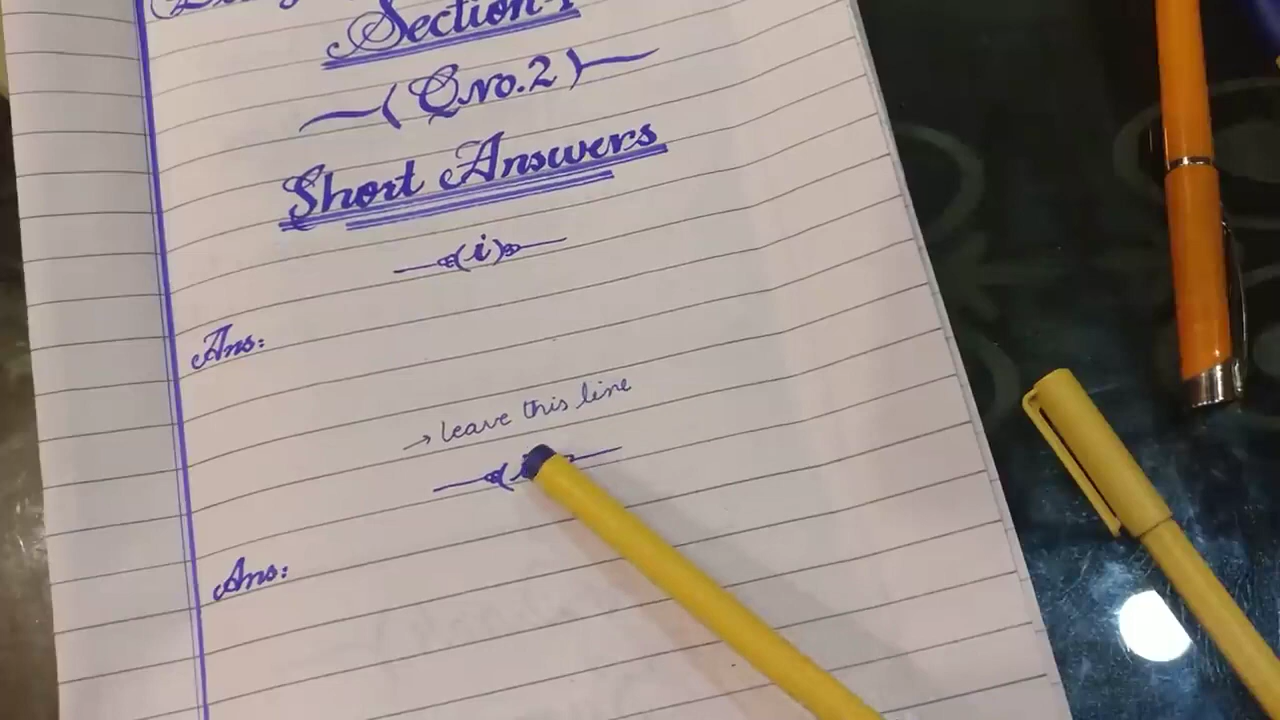 Section-I
(Q.No.2)
Short Answers
(i)
Ans:
→ leave this line
Ans: